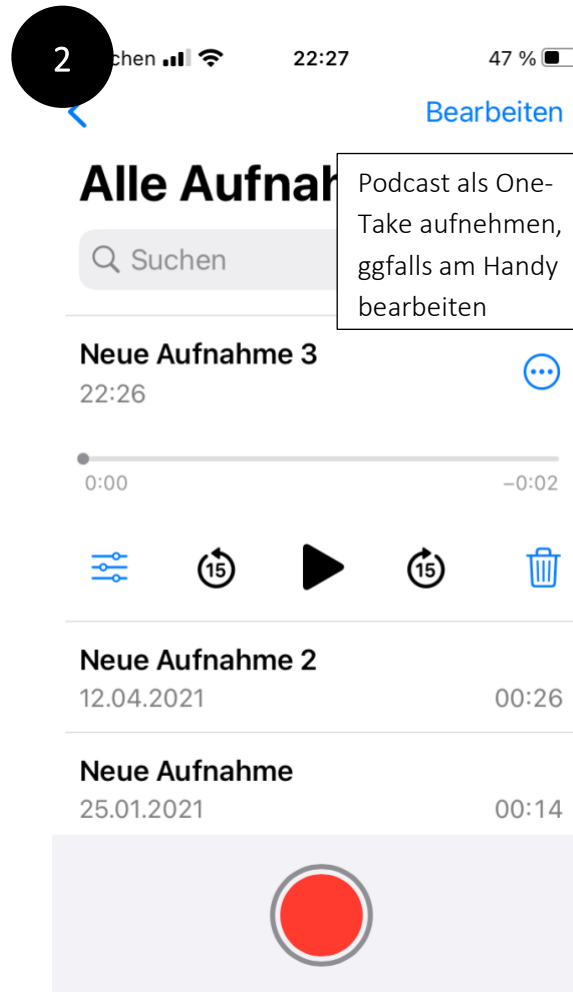 2
chen 22:27 47 %
Bearbeiten
Alle Aufnah
Podcast als One-
Take aufnehmen,
ggfalls am Handy
bearbeiten
Suchen
Neue Aufnahme 3
22:26
0:00 −0:02
15 15
Neue Aufnahme 2
12.04.2021 00:26
Neue Aufnahme
25.01.2021 00:14